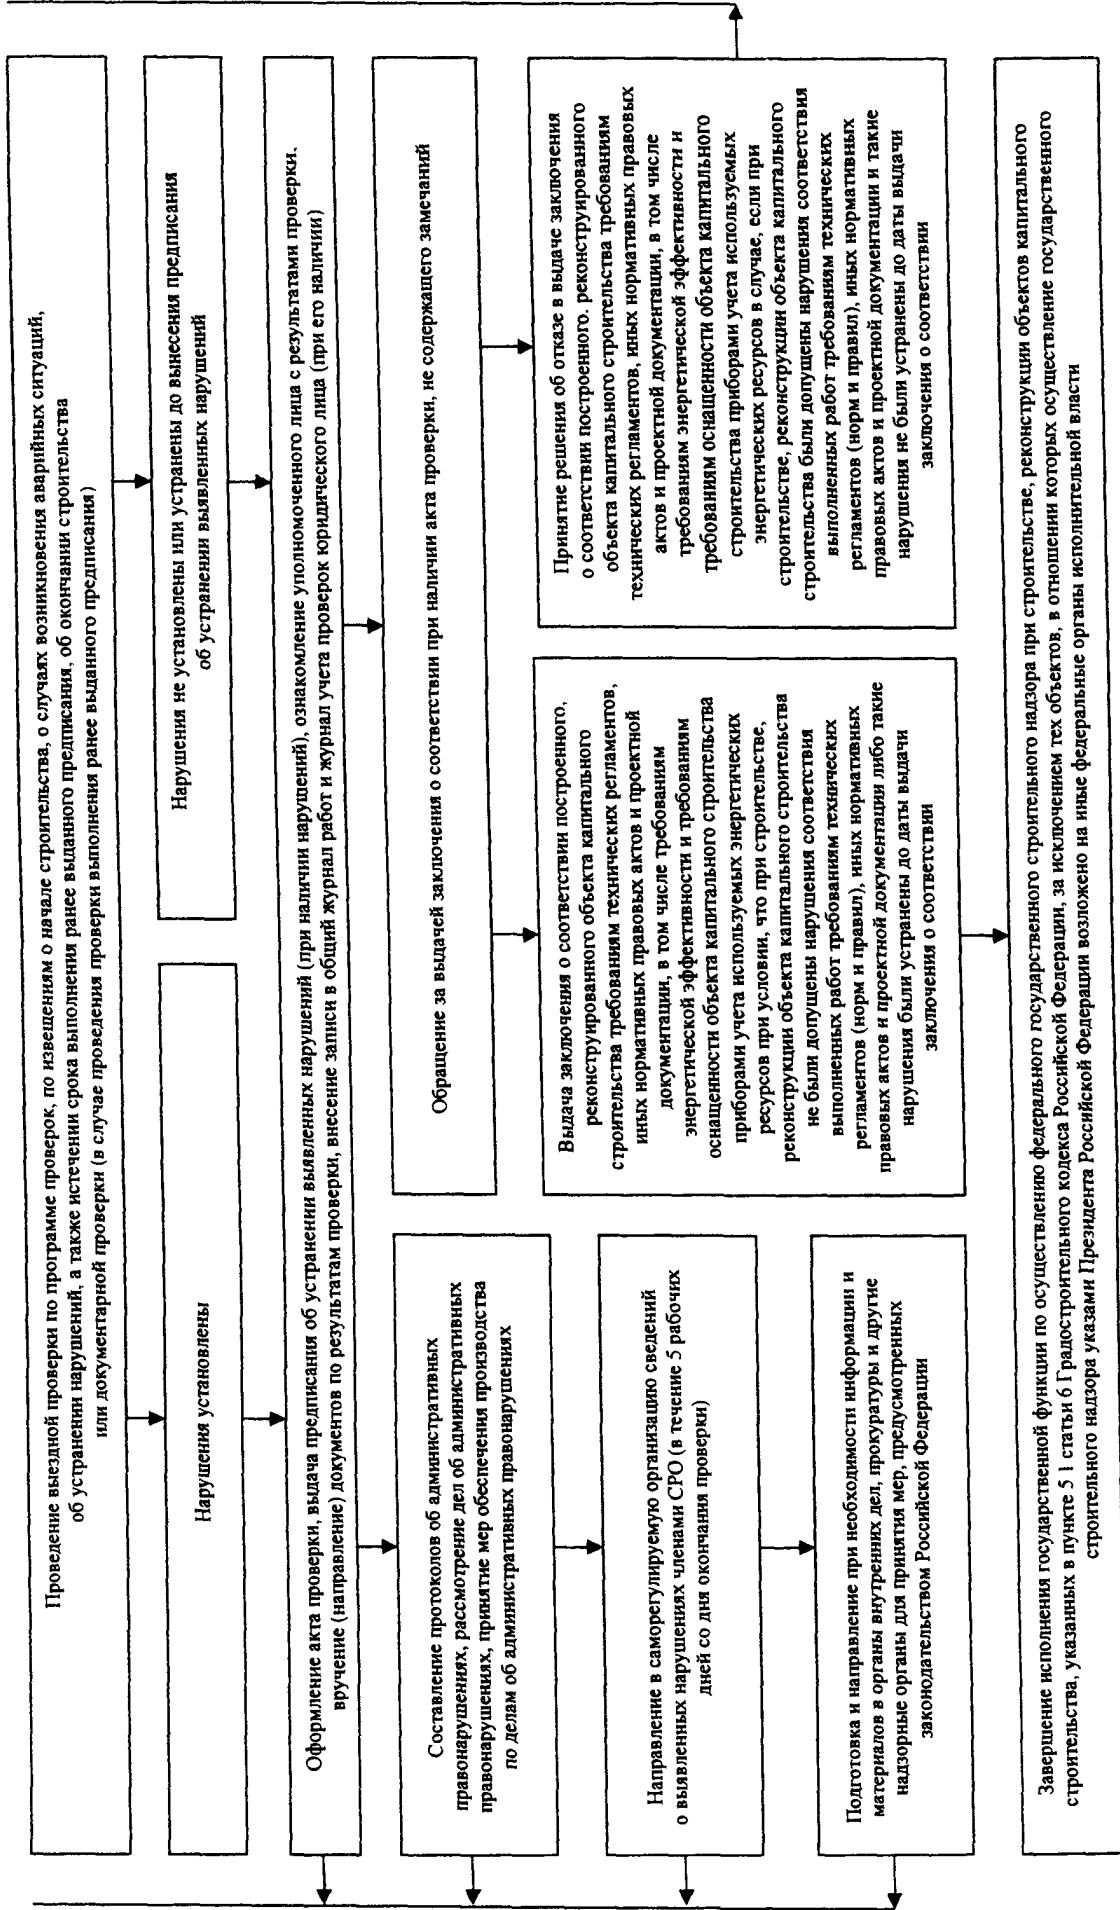 Проведение выездной проверки по программе проверок, по извещениям о начале строительства, о случаях возникновения аварийных ситуаций,
об устранении нарушений, а также истечении срока выполнения ранее выданного предписания, об окончании строительства
или документарной проверки (в случае проведения проверки выполнения ранее выданного предписания)
Нарушения установлены
Нарушения не установлены или устранены до вынесения предписания
об устранении выявленных нарушений
Оформление акта проверки, выдача предписания об устранении выявленных нарушений (при наличии нарушений), ознакомление уполномоченного лица с результатами проверки,
вручение (направление) документов по результатам проверки, внесение записи в общий журнал работ и журнал учета проверок юридического лица (при его наличии)
Составление протоколов об административных
правонарушениях, рассмотрение дел об административных
правонарушениях, принятие мер обеспечения производства
по делам об административных правонарушениях
Обращение за выдачей заключения о соответствии при наличии акта проверки, не содержащего замечаний
Направление в саморегулируемую организацию сведений
о выявленных нарушениях членами СРО (в течение 5 рабочих
дней со дня окончания проверки)
Подготовка и направление при необходимости информации и
материалов в органы внутренних дел, прокуратуры и другие
надзорные органы для принятия мер, предусмотренных
законодательством Российской Федерации
Выдача заключения о соответствии построенного,
реконструированного объекта капитального
строительства требованиям технических регламентов,
иных нормативных правовых актов и проектной
документации, в том числе требованиям
энергетической эффективности и требованиям
оснащенности объекта капитального строительства
приборами учета используемых энергетических
ресурсов при условии, что при строительстве,
реконструкции объекта капитального строительства
не были допущены нарушения соответствия
выполненных работ требованиям технических
регламентов (норм и правил), иных нормативных
правовых актов и проектной документации либо такие
нарушения были устранены до даты выдачи
заключения о соответствии
Принятие решения об отказе в выдаче заключения
о соответствии построенного. реконструированного
объекта капитального строительства требованиям
технических регламентов, иных нормативных правовых
актов и проектной документации, в том числе
требованиям энергетической эффективности и
требованиям оснащенности объекта капитального
строительства приборами учета используемых
энергетических ресурсов в случае, если при
строительстве, реконструкции объекта капитального
строительства были допущены нарушения соответствия
выполненных работ требованиям технических
регламентов (норм и правил), иных нормативных
правовых актов и проектной документации и такие
нарушения не были устранены до даты выдачи
заключения о соответствии
Завершение исполнения государственной функции по осуществлению федерального государственного строительного надзора при строительстве, реконструкции объектов капитального
строительства, указанных в пункте 5 1 статьи 6 Градостроительного кодекса Российской Федерации, за исключением тех объектов, в отношении которых осуществление государственного
строительного надзора указами Президента Российской Федерации возложено на иные федеральные органы исполнительной власти